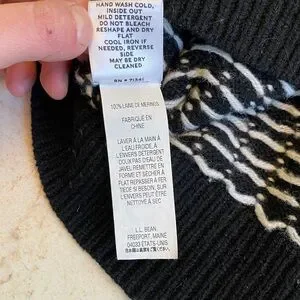 HAND WASH COLD,
INSIDE OUT
MILD DETERGENT
DO NOT BLEACH
RESHAPE AND DRY
FLAT
COOL IRON IF
NEEDED, REVERSE
SIDE
MAY BE DRY
CLEANED
RN # 71341
100% LAINE DE MERINOS
FABRIQUÉ EN
CHINE
LAVER À LA MAIN À
L'EAU FROIDE, À
L'ENVERS DÉTERGENT
DOUX PAS D'EAU DE
JAVEL REMETTRE EN
FORME ET SÉCHER À
PLAT REPASSER À FER
TIÈDE SI BESOIN, SUR
L'ENVERS PEUT ÊTRE
NETTOYÉ À SEC
L.L. BEAN,
FREEPORT, MAINE
04033 ÉTATS-UNIS